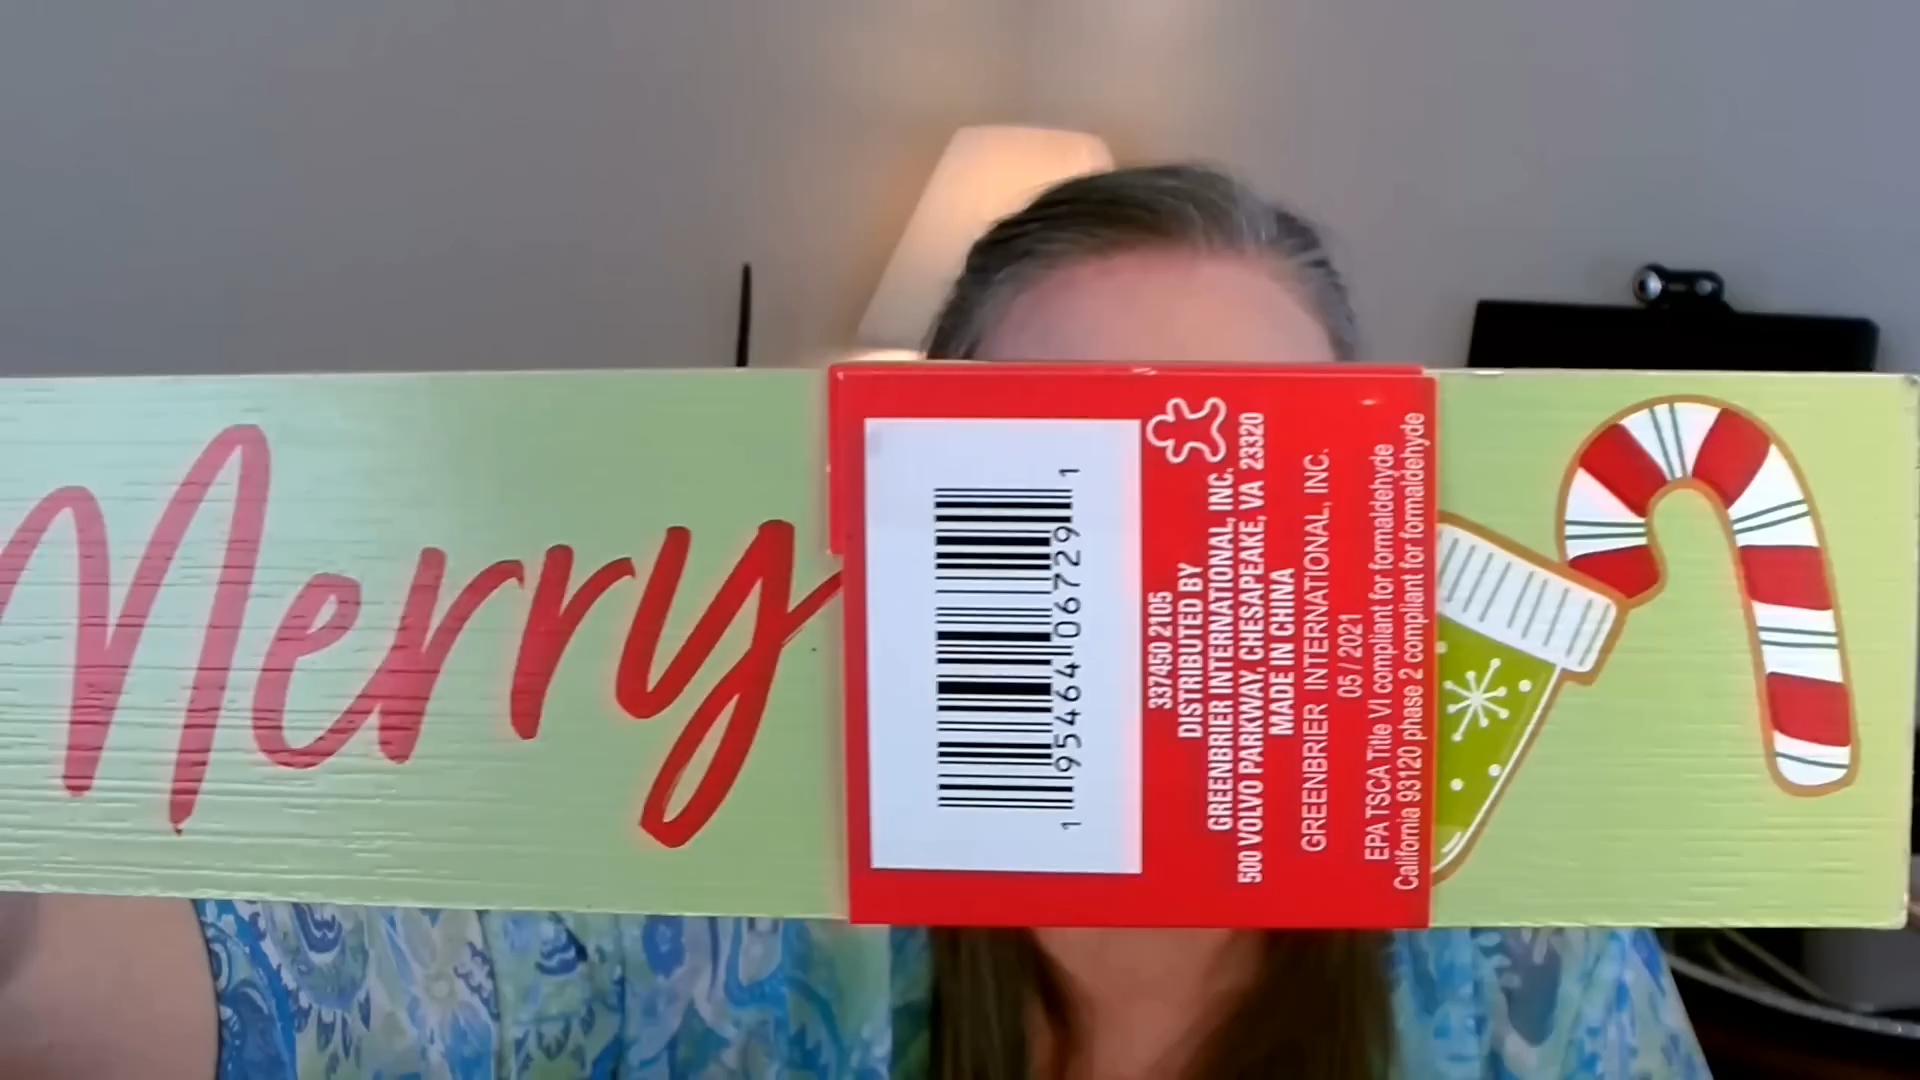 Merry
1 95464 06729 1
337450 2105
DISTRIBUTED BY
GREENBRIER INTERNATIONAL, INC.
500 VOLVO PARKWAY, CHESAPEAKE, VA 23320
MADE IN CHINA
GREENBRIER INTERNATIONAL, INC.
05 / 2021
EPA TSCA Title VI compliant for formaldehyde
California 93120 phase 2 compliant for formaldehyde